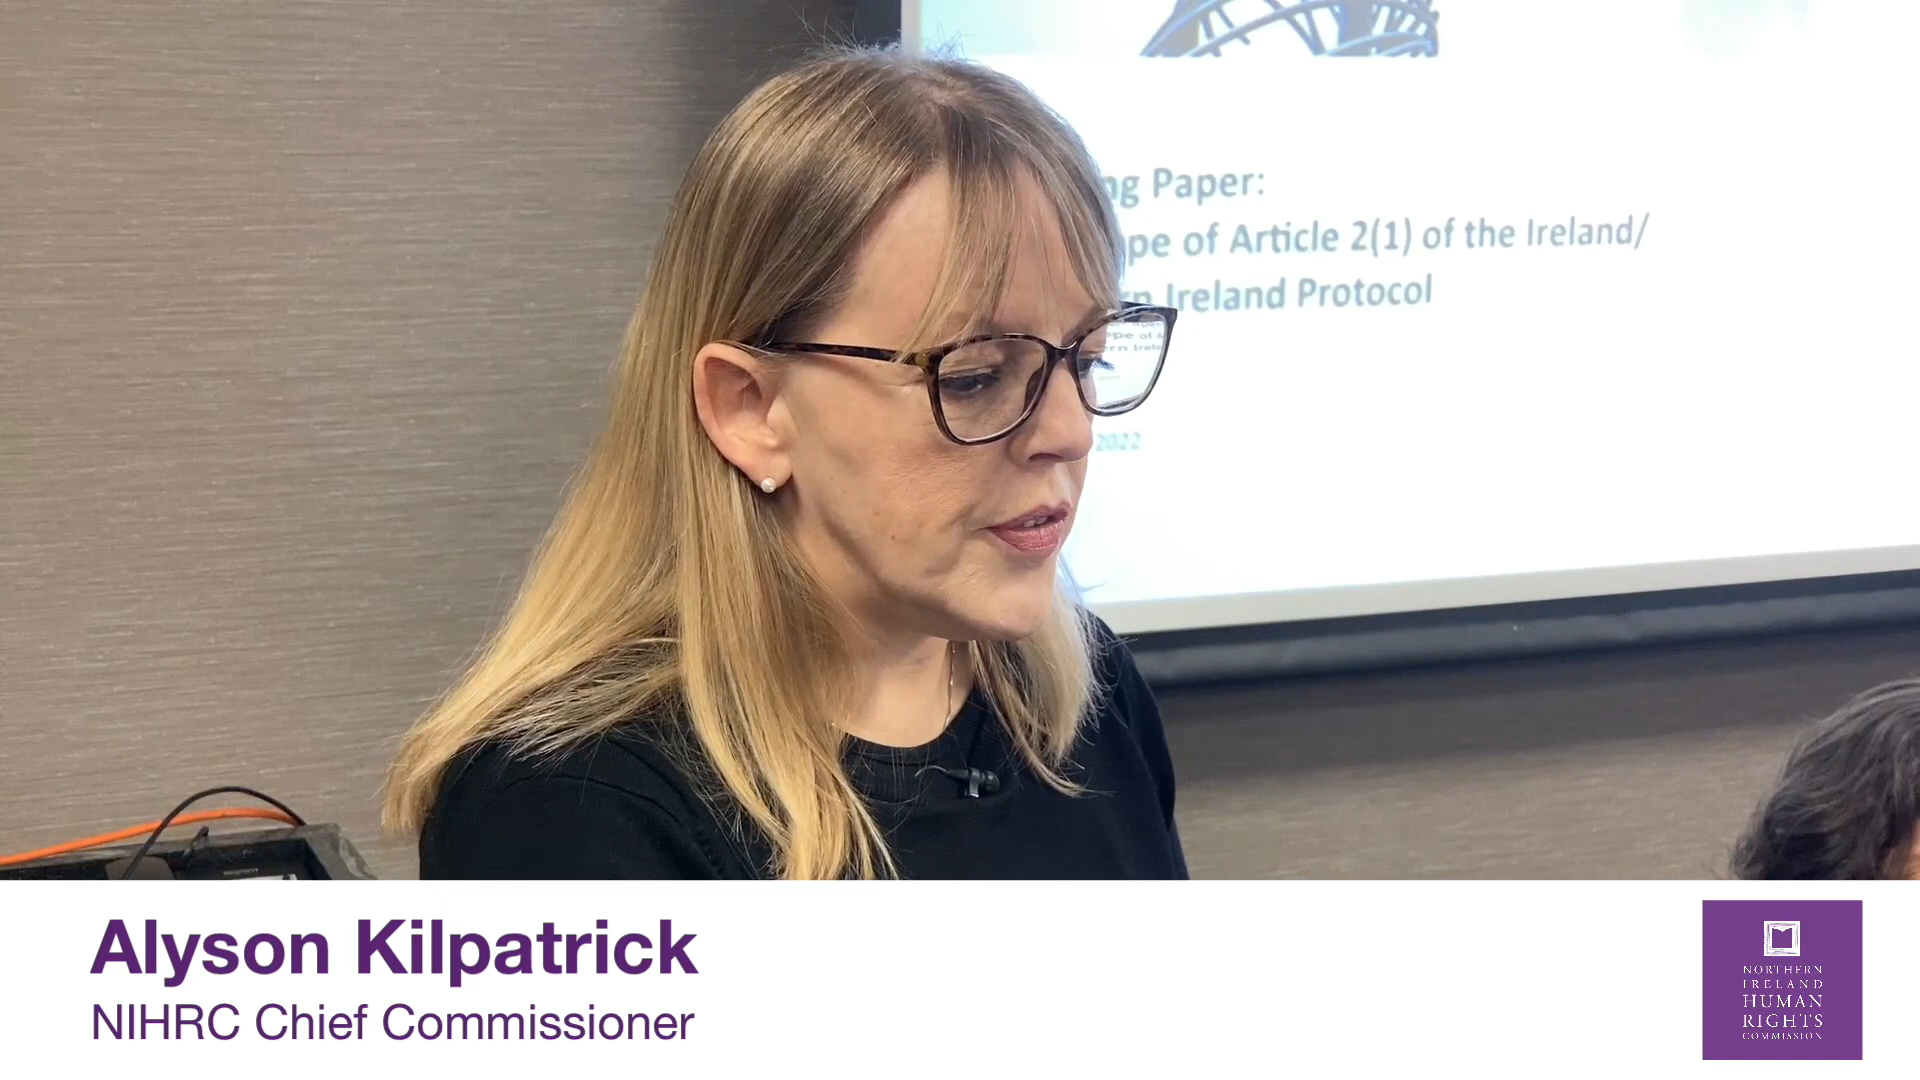 ng Paper:
pe of Article 2(1) of the Ireland/
rn Ireland Protocol
2022
Alyson Kilpatrick
NIHRC Chief Commissioner
NORTHERN
IRELAND
HUMAN
RIGHTS
COMMISSION